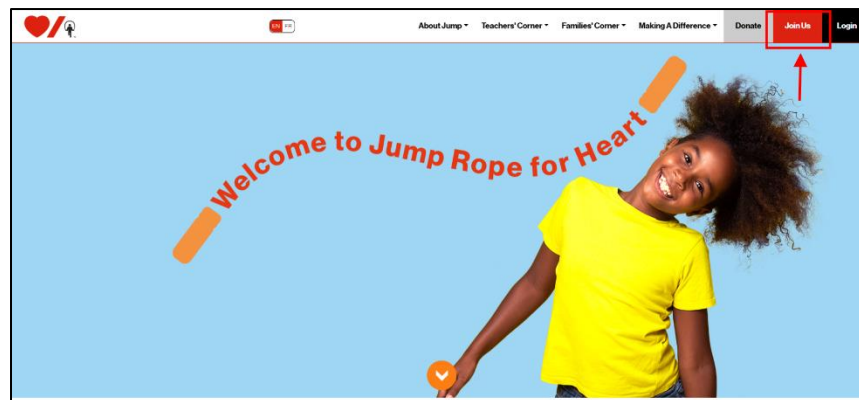 EN FR
About Jump
Teachers' Corner
Families' Corner
Making A Difference
Donate
Join Us
Login
Welcome to Jump Rope for Heart